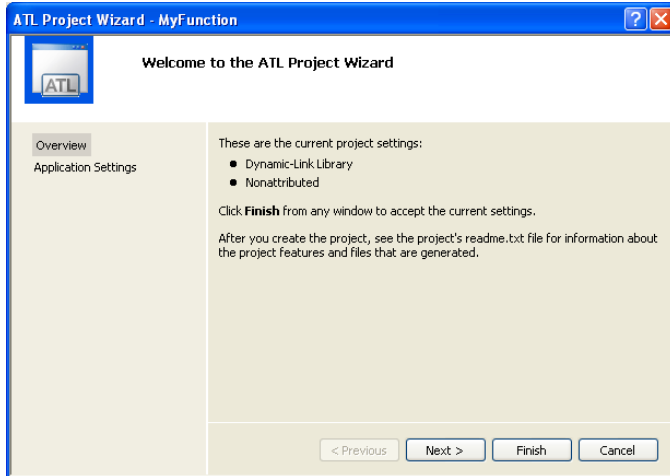 ATL Project Wizard - MyFunction
ATL
Welcome to the ATL Project Wizard
Overview
Application Settings
These are the current project settings:
● Dynamic-Link Library
● Nonattributed
Click Finish from any window to accept the current settings.
After you create the project, see the project's readme.txt file for information about
the project features and files that are generated.
< Previous Next > Finish Cancel